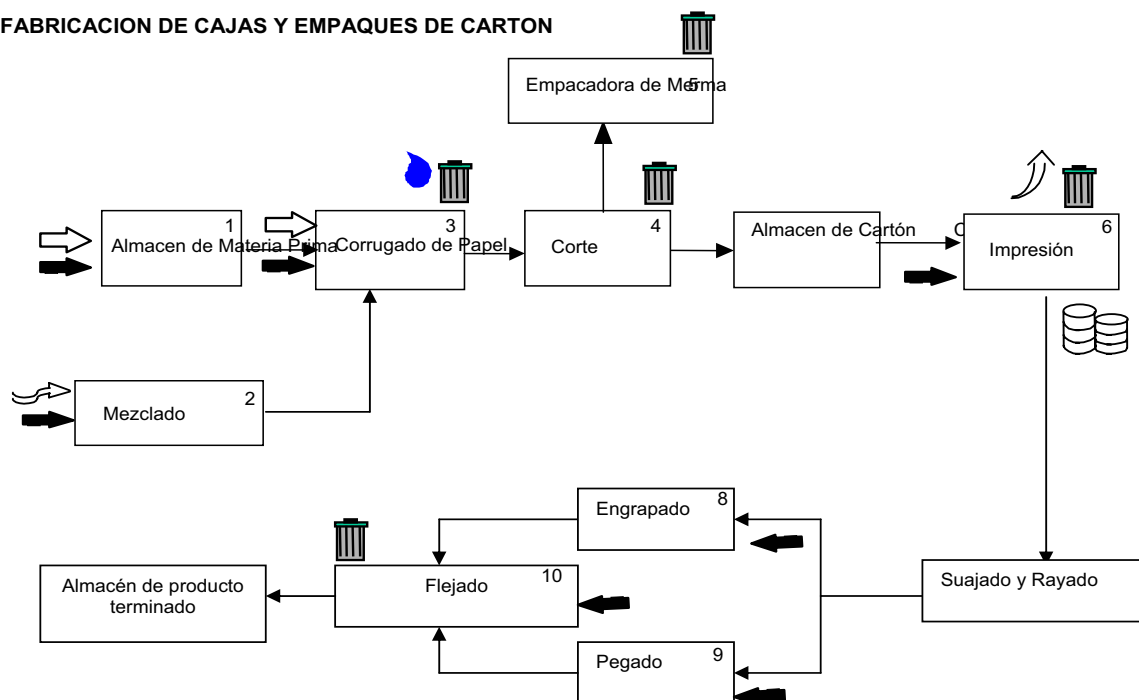 FABRICACION DE CAJAS Y EMPAQUES DE CARTON
Empacadora de Merma
5
1
Almacen de Materia Prima
3
Corrugado de Papel
4
Corte
Almacen de Cartón
C
6
Impresión
2
Mezclado
8
Engrapado
10
Flejado
Almacén de producto
terminado
Suajado y Rayado
9
Pegado